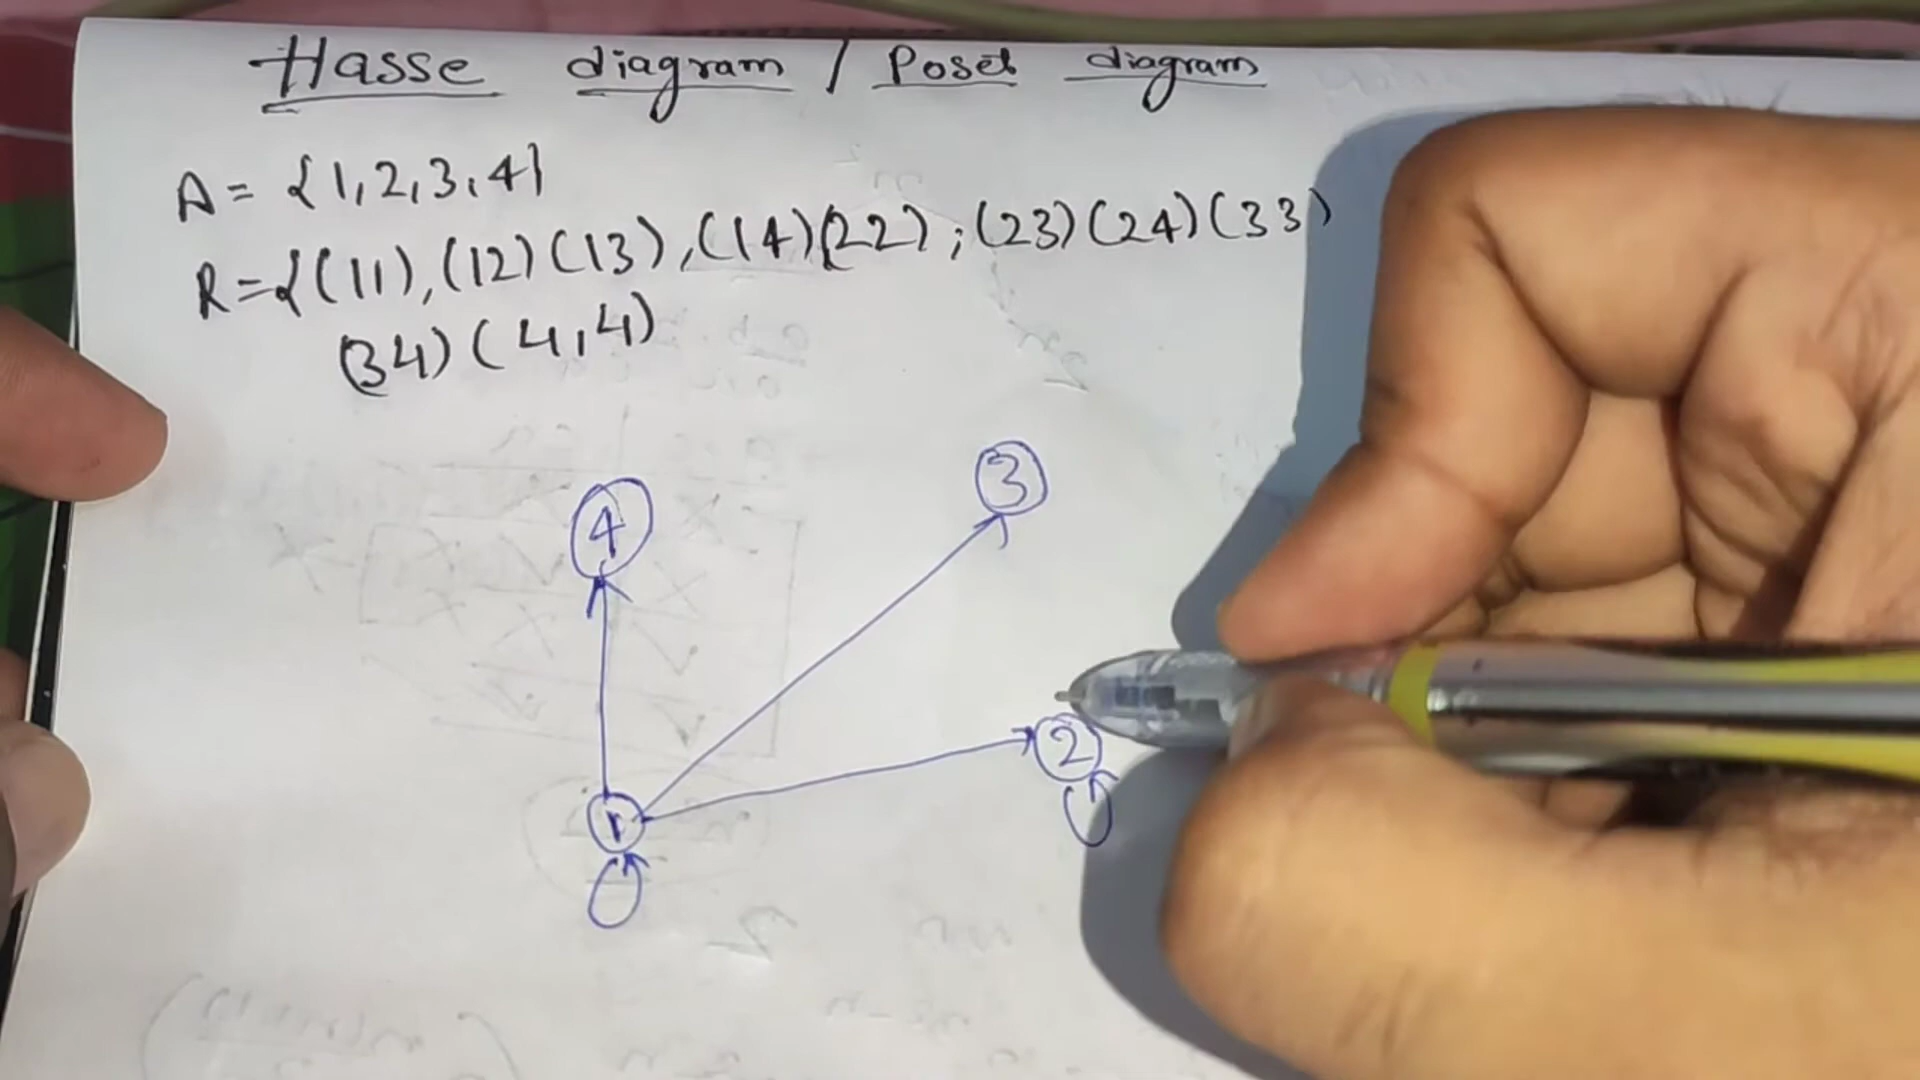 Hasse diagram / Poset diagram
A = {1,2,3,4}
R={(11),(12)(13),(14)(22);(23)(24)(33)
(34)(4,4)
4
3
2
1